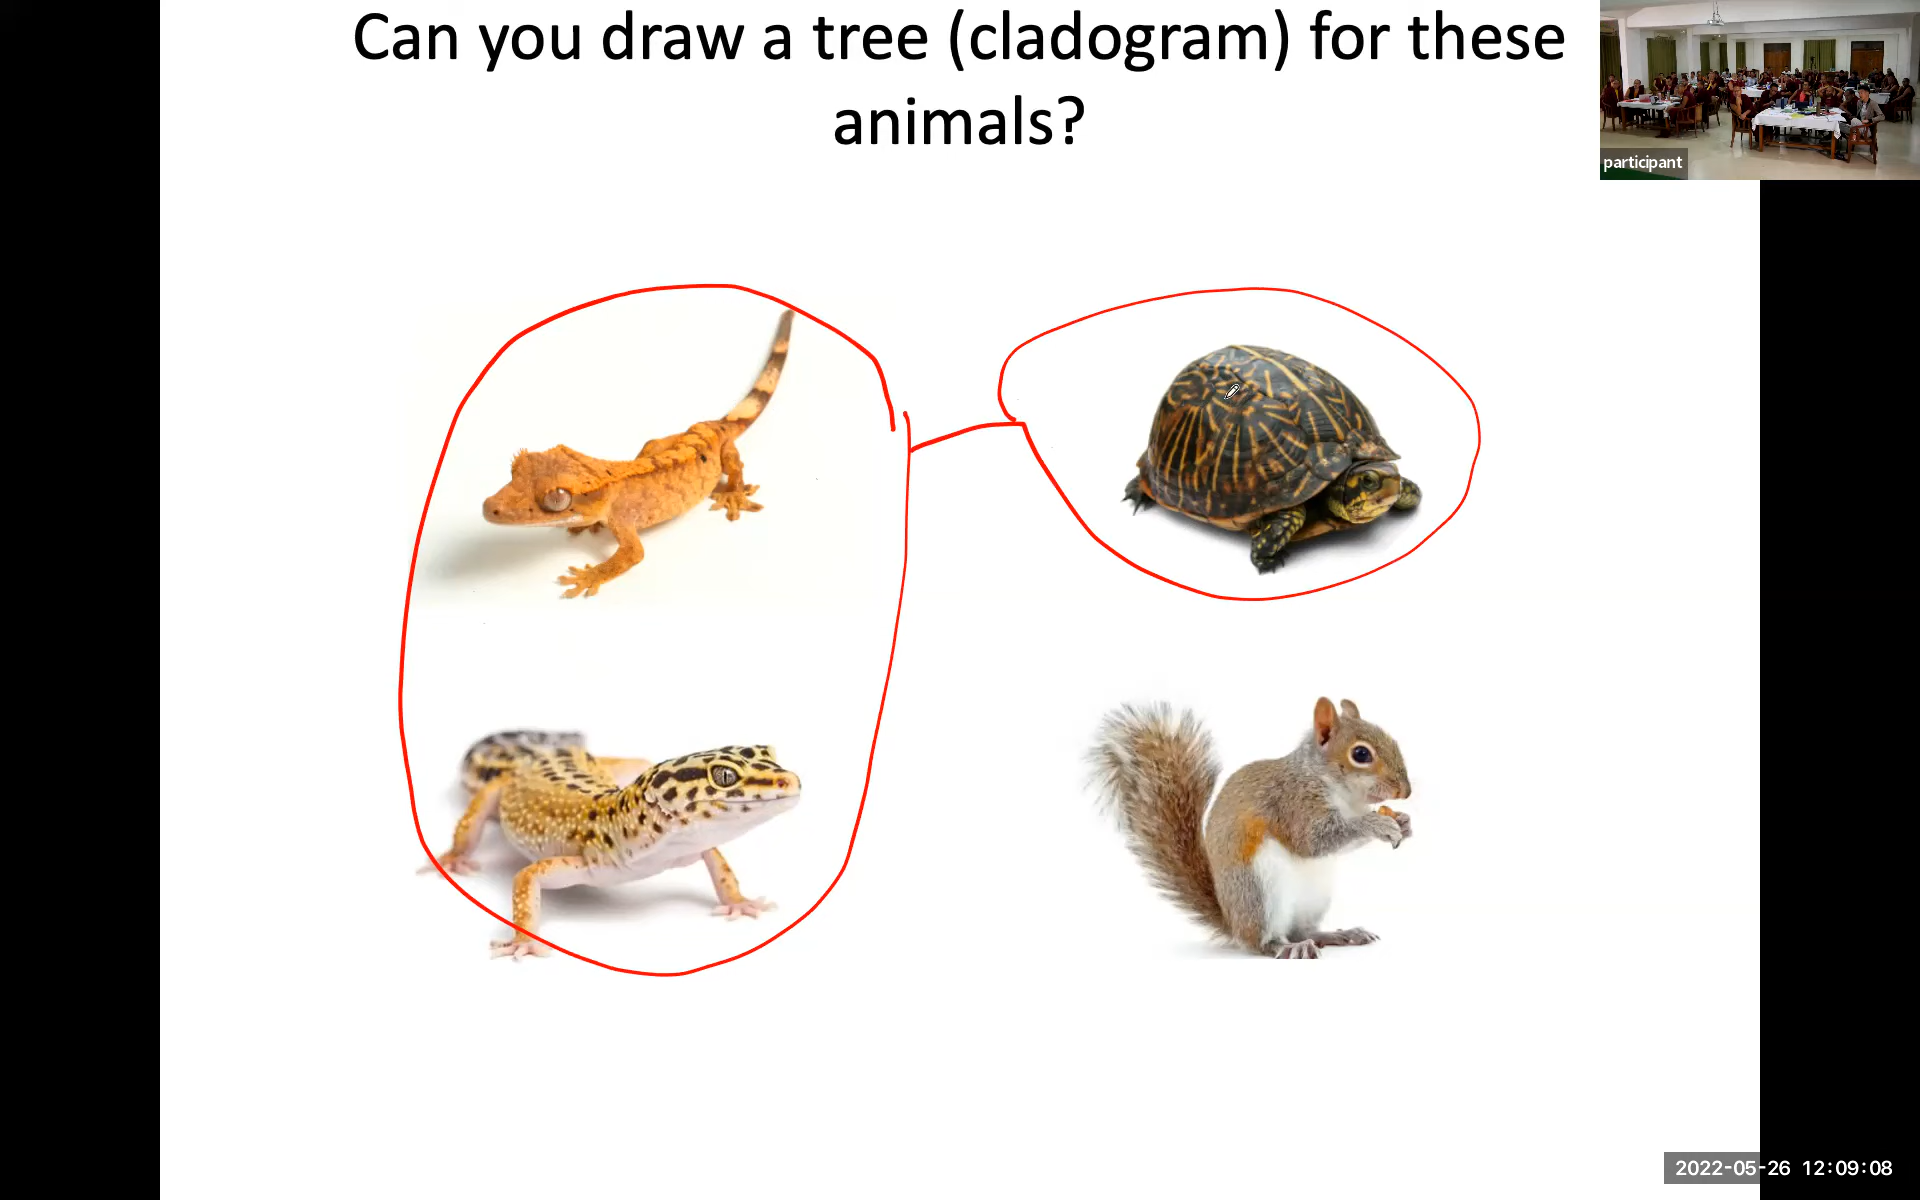 Can you draw a tree (cladogram) for these
animals?
participant
2022-05-26 12:09:08